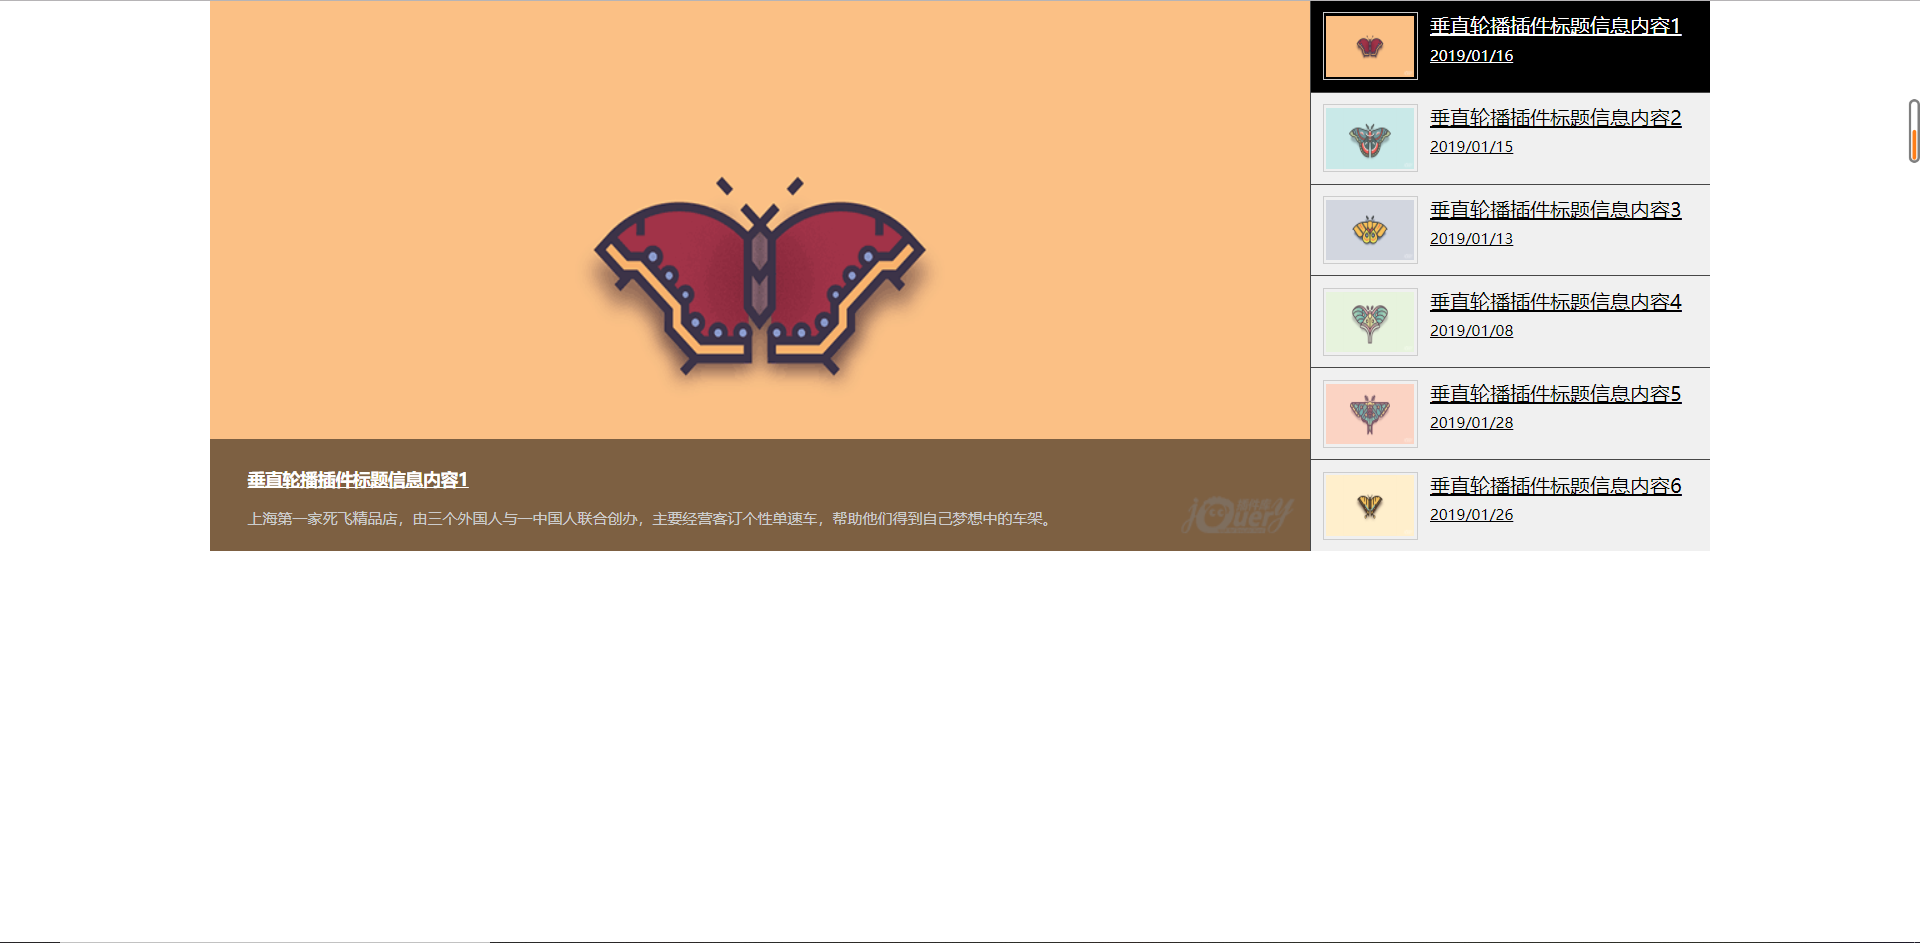 垂直轮播插件标题信息内容1
上海第一家死飞精品店，由三个外国人与一中国人联合创办，主要经营客订个性单速车，帮助他们得到自己梦想中的车架。
jQuery
垂直轮播插件标题信息内容1
2019/01/16
垂直轮播插件标题信息内容2
2019/01/15
垂直轮播插件标题信息内容3
2019/01/13
垂直轮播插件标题信息内容4
2019/01/08
垂直轮播插件标题信息内容5
2019/01/28
垂直轮播插件标题信息内容6
2019/01/26